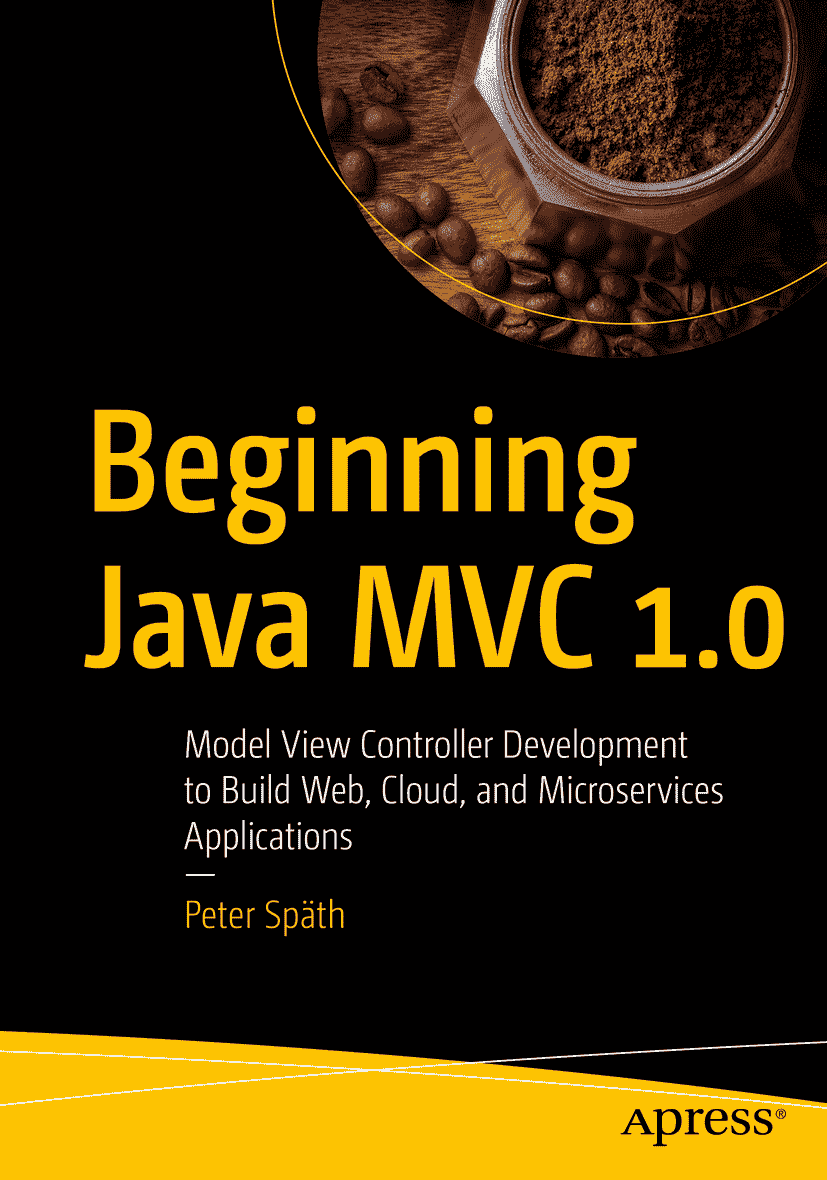 Beginning
Java MVC 1.0
Model View Controller Development
to Build Web, Cloud, and Microservices
Applications
Peter Späth
Apress®